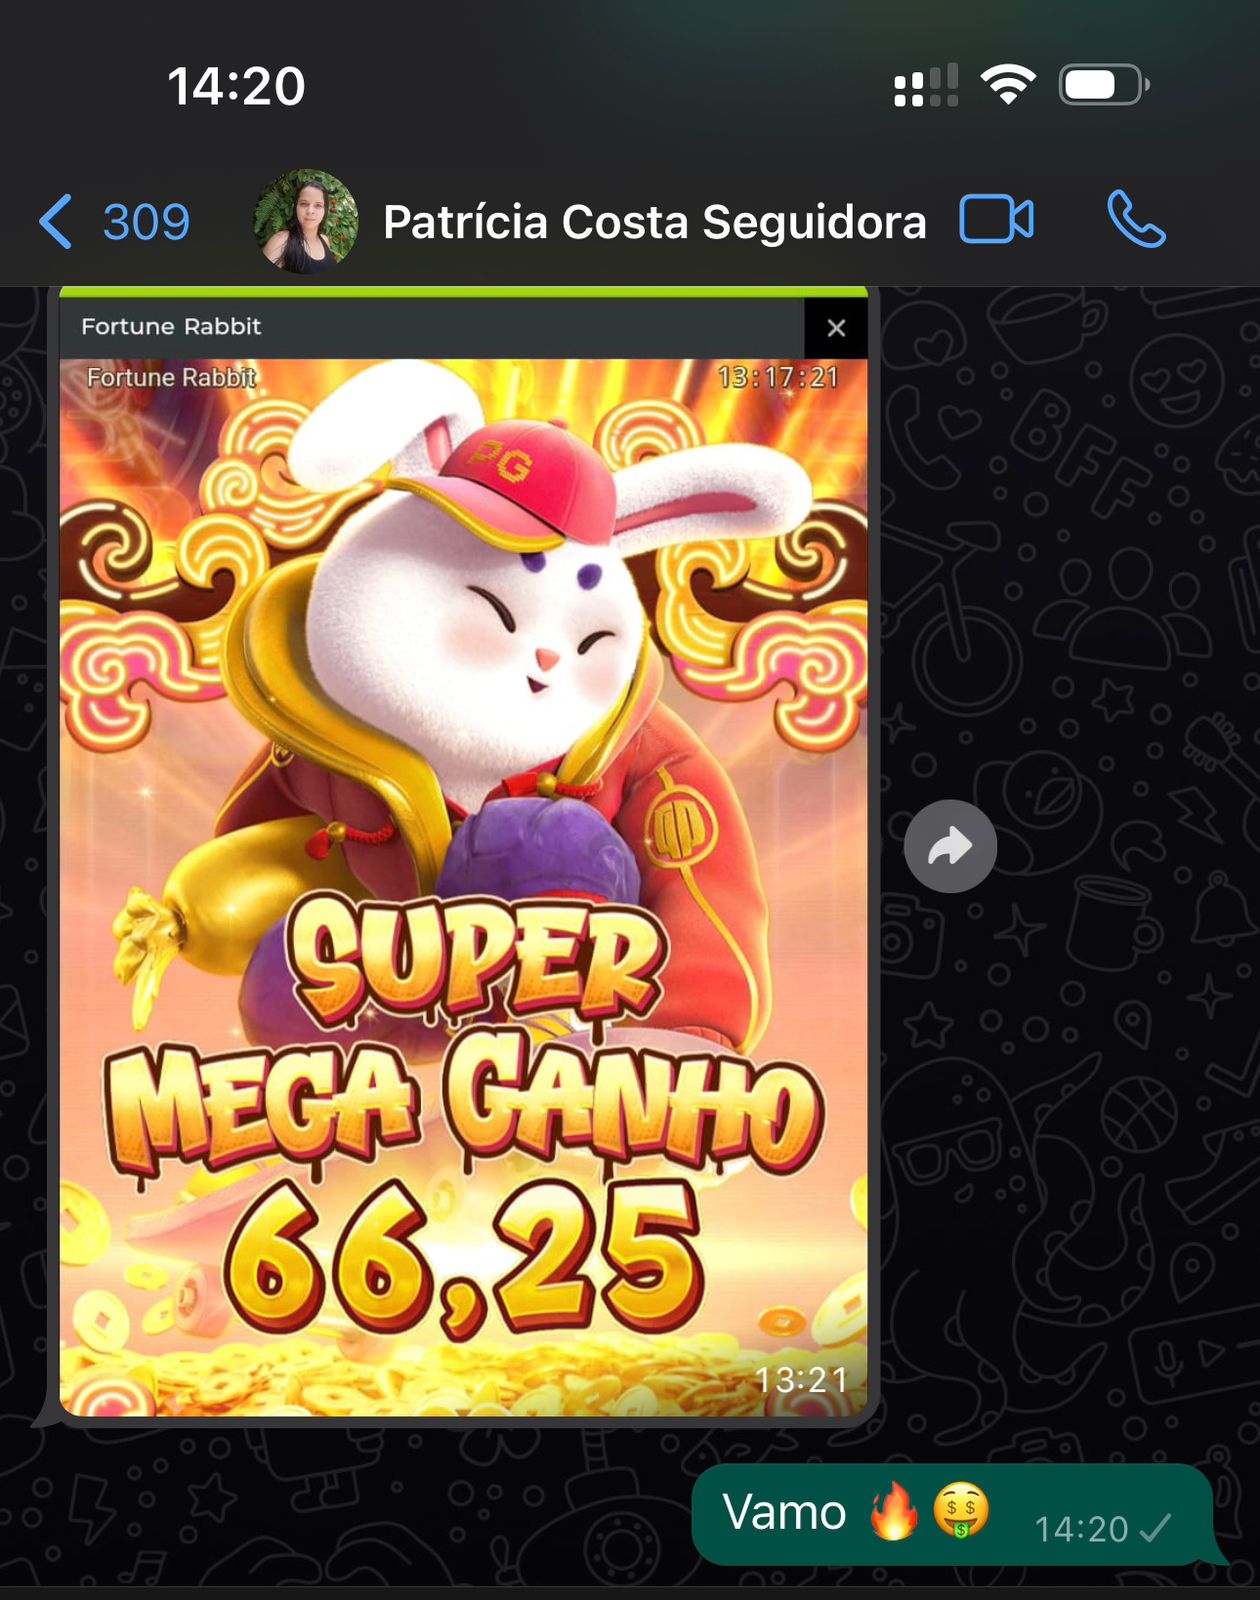 14:20
309
Patrícia Costa Seguidora
Fortune Rabbit
Fortune Rabbit
13:17:21
PG
SUPER
MEGA GANHO
66,25
13:21
Vamo 🔥🤑
14:20
BFF